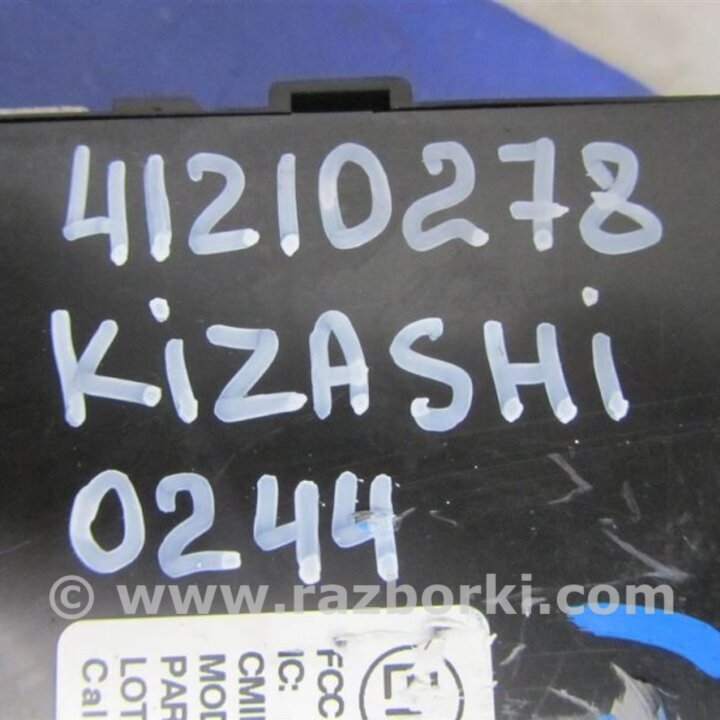 41210278
KiZASHi
0244
© www.razborki.com
FCC
IC:
CMII
MOD
PAR
LOT
Cal